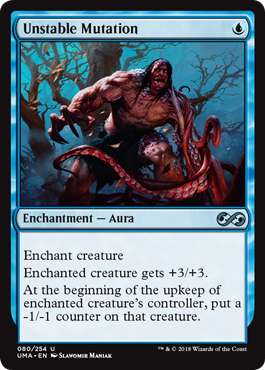 Unstable Mutation
Enchantment — Aura
Enchant creature
Enchanted creature gets +3/+3.
At the beginning of the upkeep of
enchanted creature's controller, put a
-1/-1 counter on that creature.
080/254 U
UMA • EN Slawomir Maniak
™ & © 2018 Wizards of the Coast